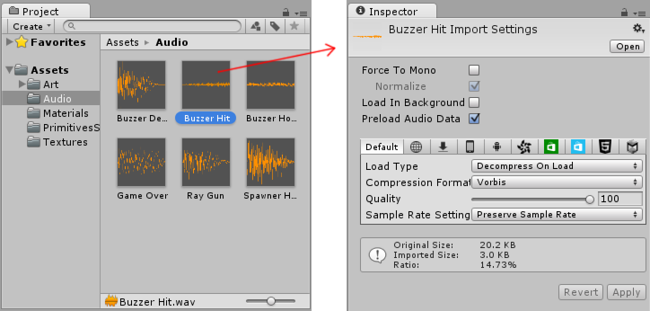 Project
Create
Favorites
Assets
Art
Audio
Materials
PrimitivesS
Textures
Assets ▸ Audio
Buzzer De...
Buzzer Hit
Buzzer Ho...
Game Over
Ray Gun
Spawner H...
Buzzer Hit.wav
Inspector
Buzzer Hit Import Settings
Open
Force To Mono
Normalize
Load In Background
Preload Audio Data
Default
Load Type
Decompress On Load
Compression Format
Vorbis
Quality
100
Sample Rate Setting
Preserve Sample Rate
Original Size: 20.2 KB
Imported Size: 3.0 KB
Ratio: 14.73%
Revert
Apply